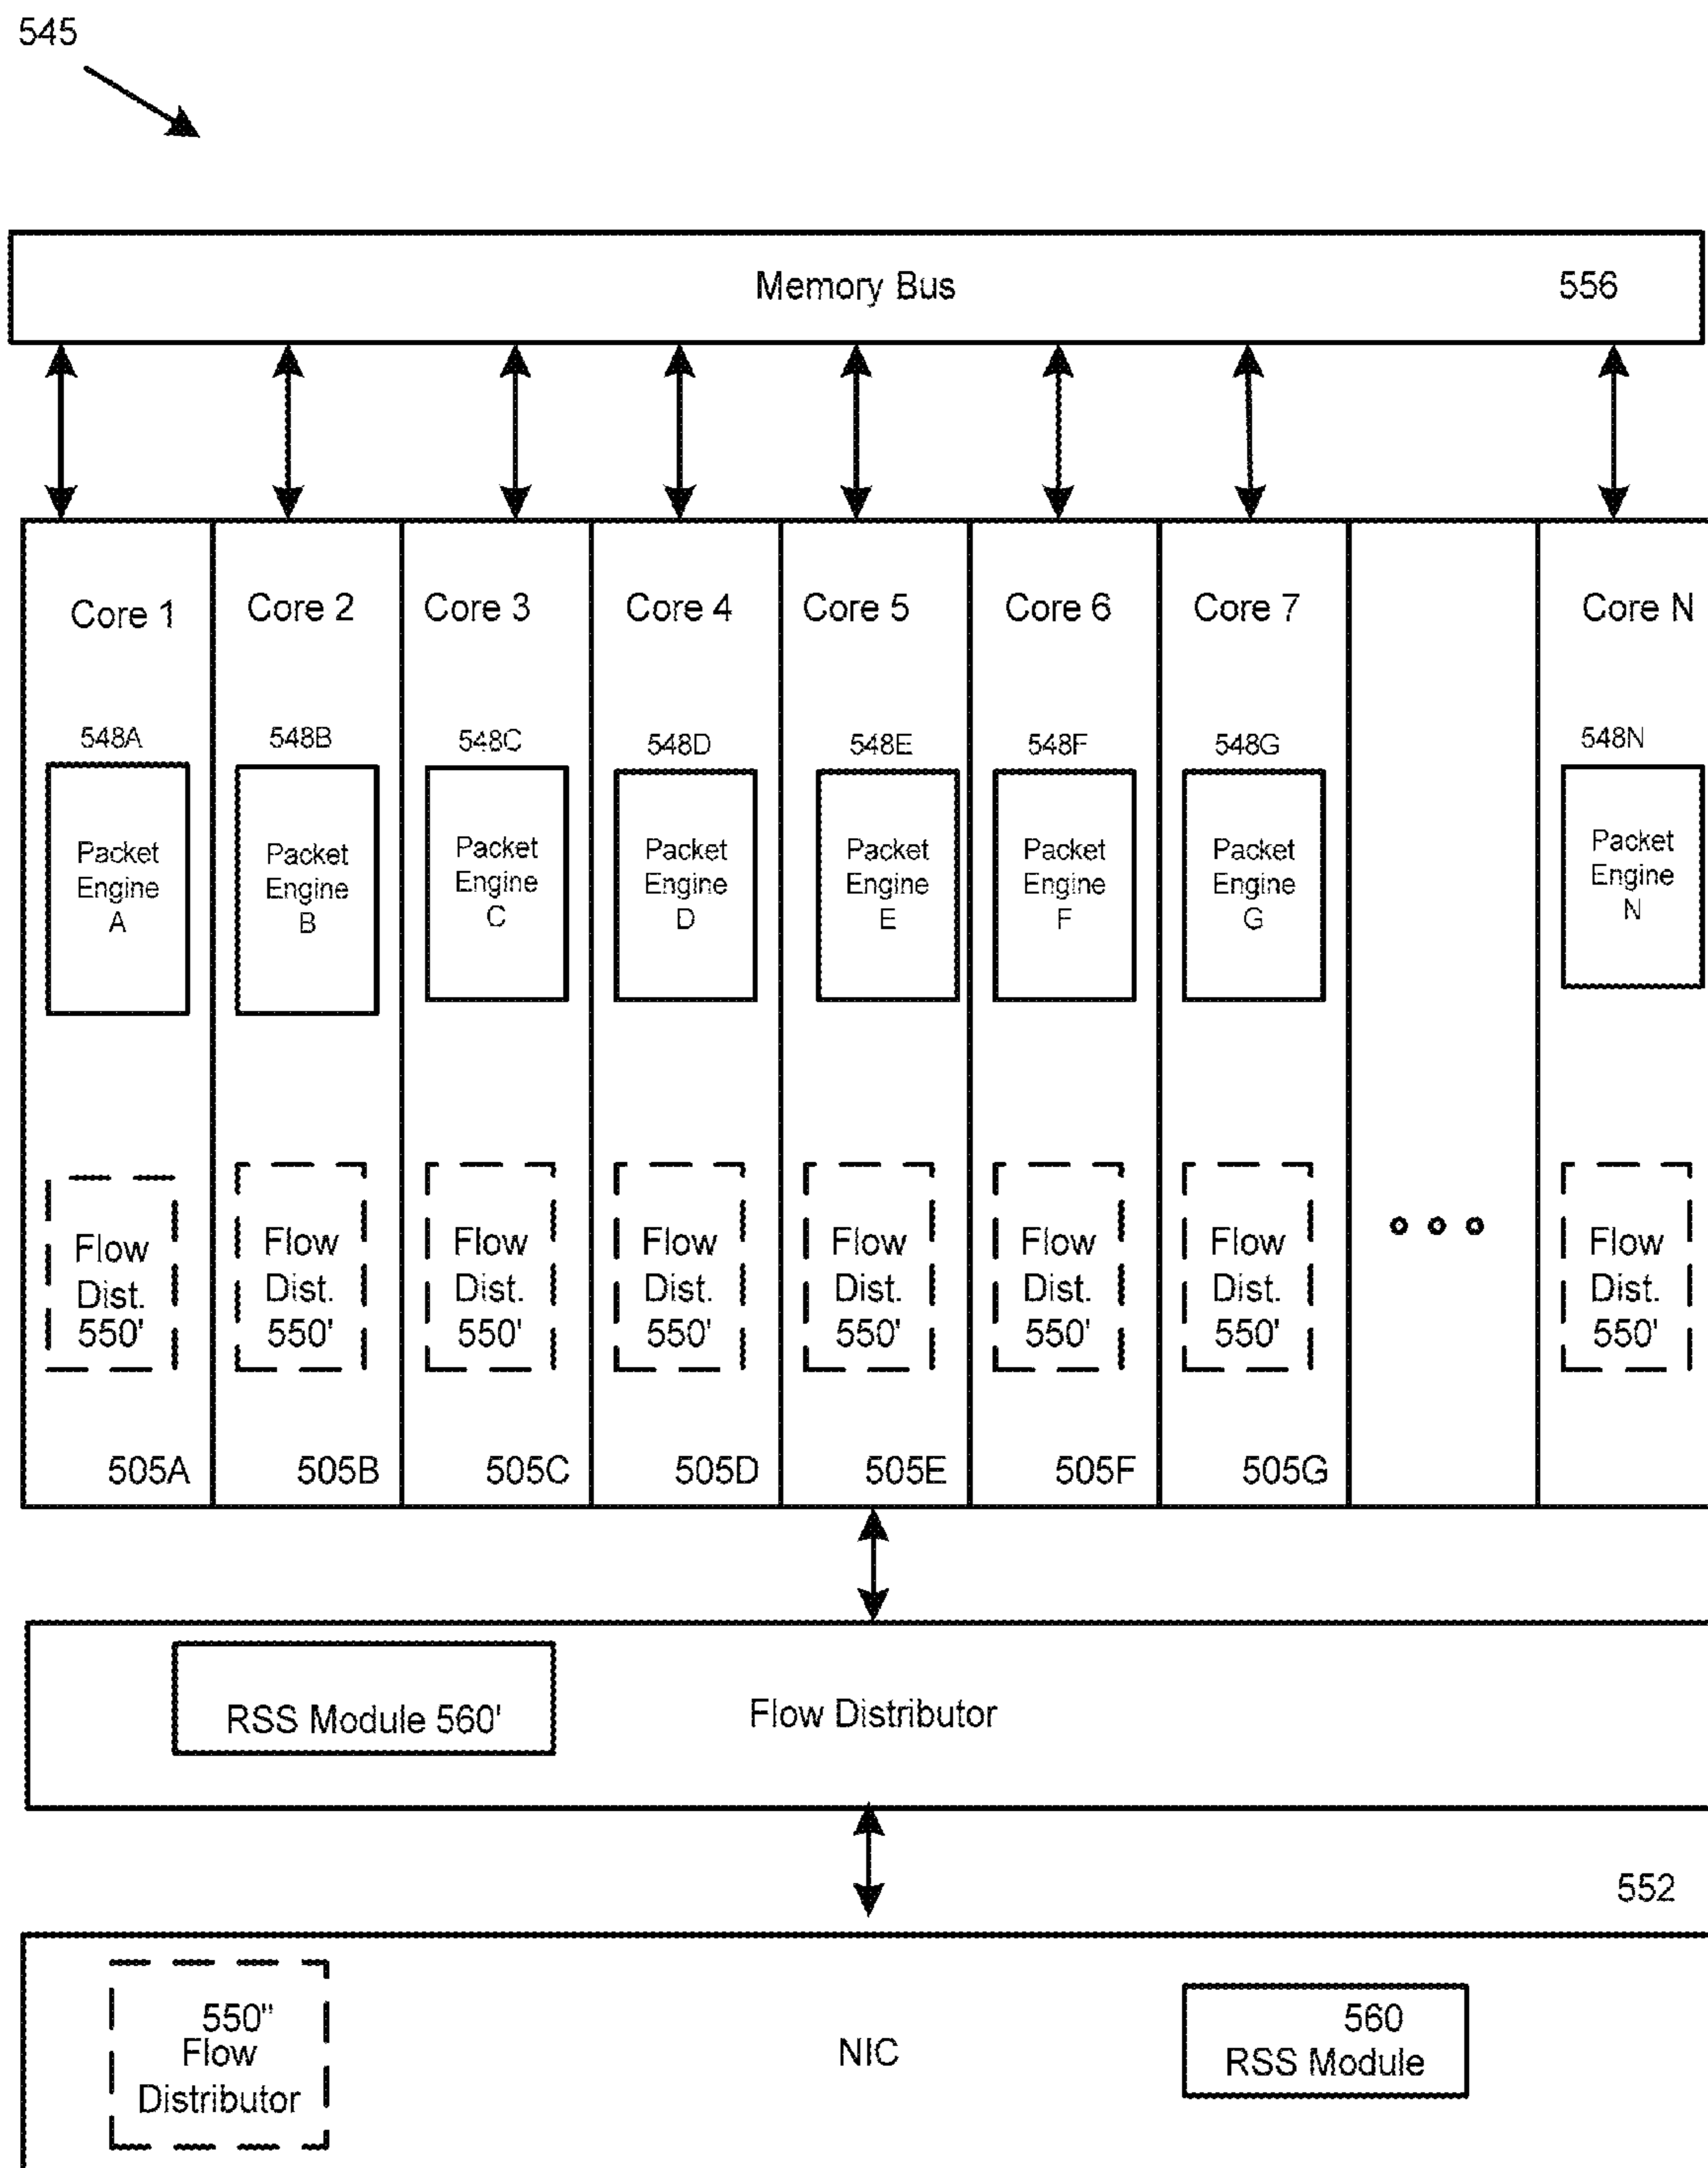 545
Memory Bus 556
Core 1 Core 2 Core 3 Core 4 Core 5 Core 6 Core 7 Core N
548A 548B 548C 548D 548E 548F 548G 548N
Packet
Engine
A
Packet
Engine
B
Packet
Engine
C
Packet
Engine
D
Packet
Engine
E
Packet
Engine
F
Packet
Engine
G
Packet
Engine
N
Flow
Dist.
550'
Flow
Dist.
550'
Flow
Dist.
550'
Flow
Dist.
550'
Flow
Dist.
550'
Flow
Dist.
550'
Flow
Dist.
550'
Flow
Dist.
550'
505A 505B 505C 505D 505E 505F 505G
RSS Module 560' Flow Distributor
552
550"
Flow
Distributor
NIC
560
RSS Module